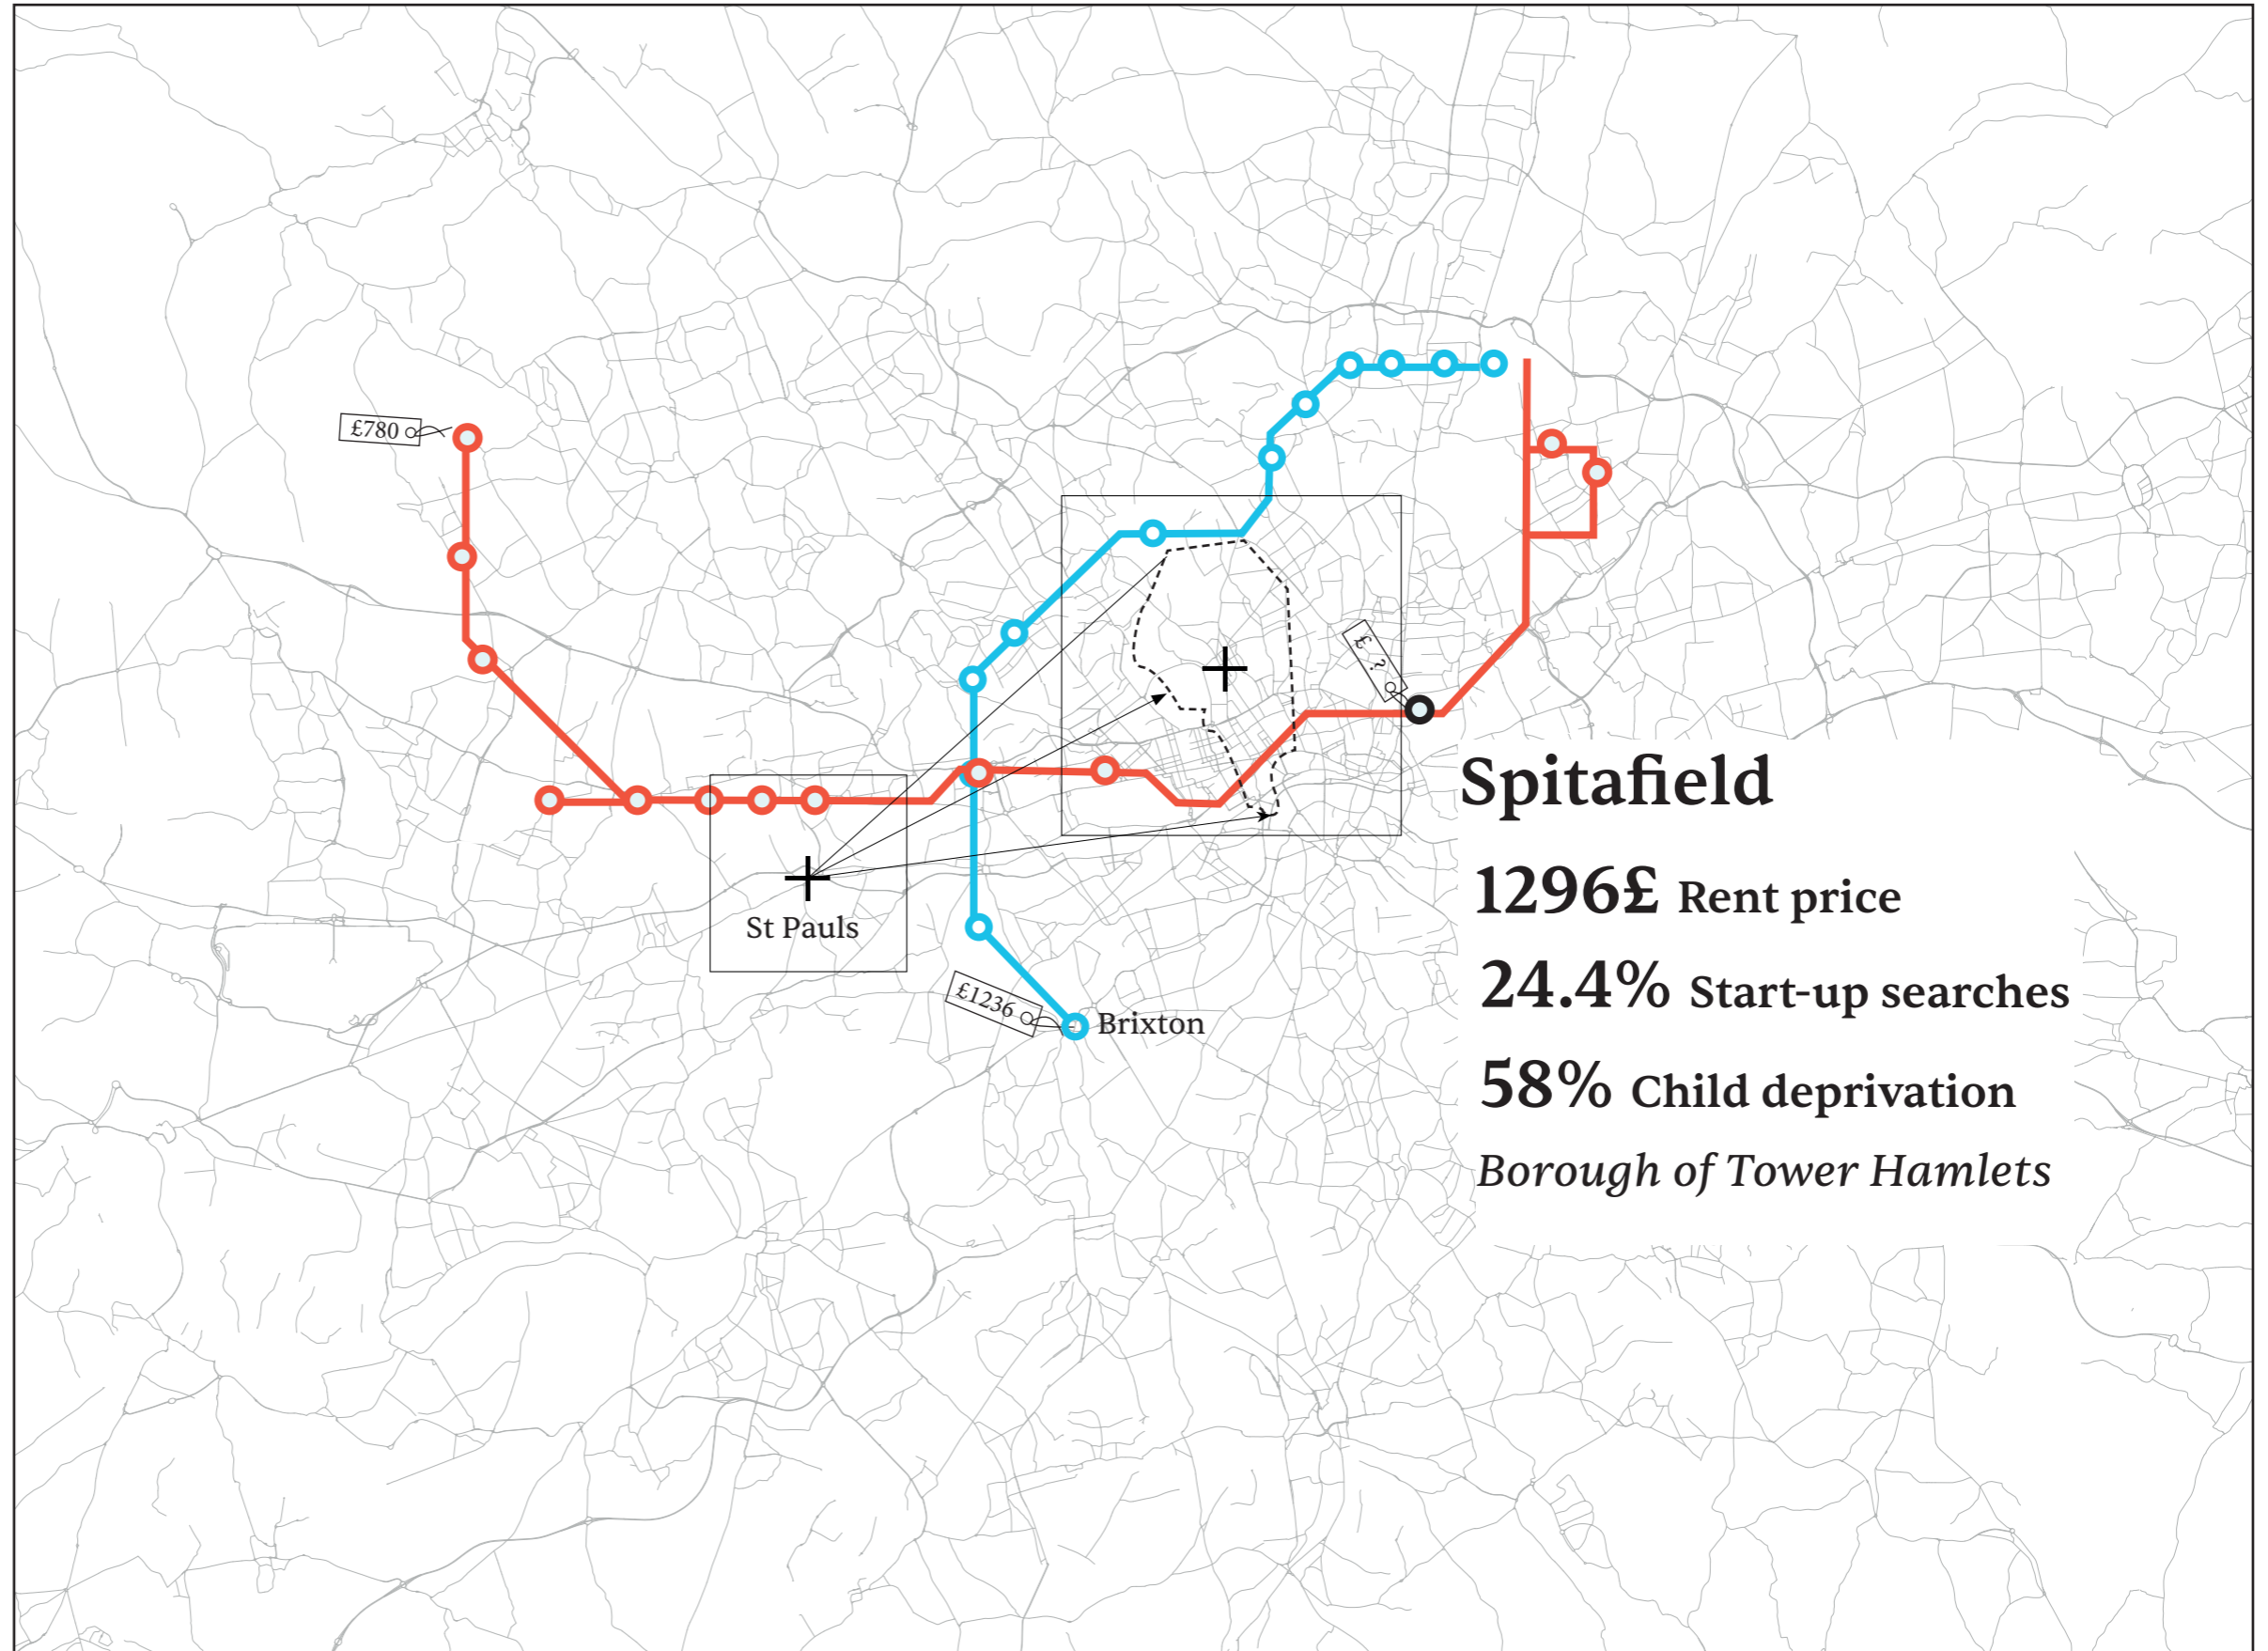 £780
£ ?
Spitafield
1296£ Rent price
St Pauls
24.4% Start-up searches
£1236
Brixton
58% Child deprivation
Borough of Tower Hamlets